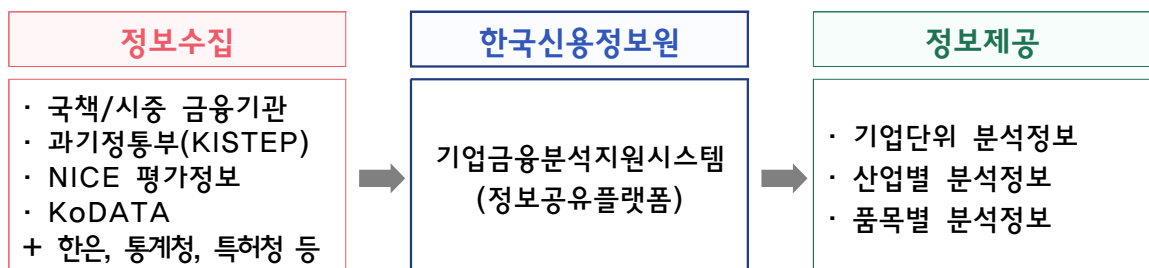 정보수집
· 국책/시중 금융기관
· 과기정통부(KISTEP)
· NICE 평가정보
· KoDATA
+ 한은, 통계청, 특허청 등
한국신용정보원
기업금융분석지원시스템
(정보공유플랫폼)
정보제공
· 기업단위 분석정보
· 산업별 분석정보
· 품목별 분석정보